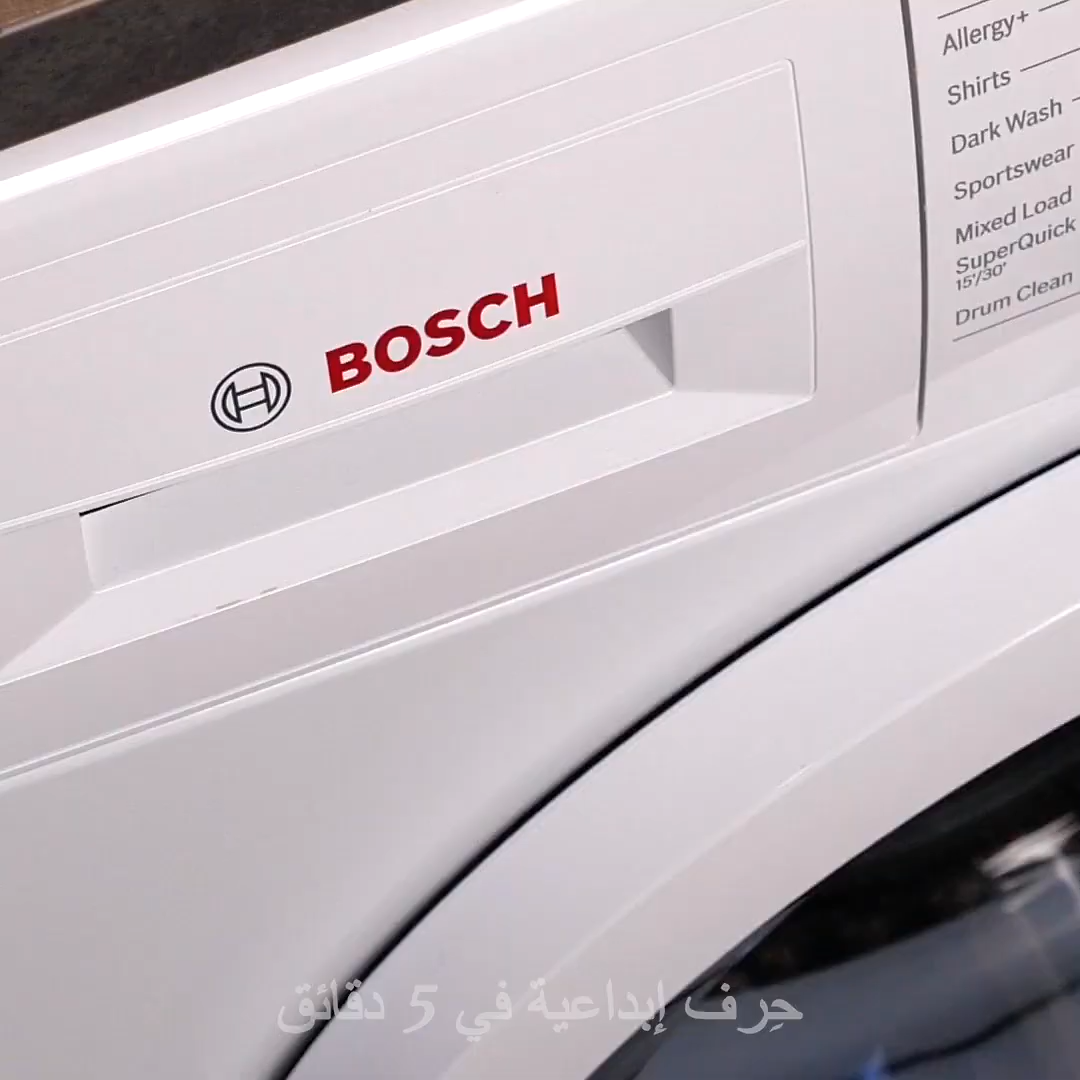 Allergy+
Shirts
Dark Wash
Sportswear
Mixed Load
SuperQuick
15'/30'
Drum Clean
BOSCH
حِرف إبداعية في 5 دقائق